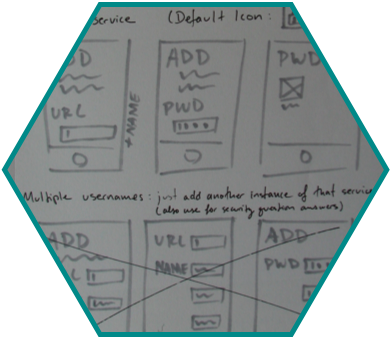 service (Default Icon:
ADD
URL
+NAME
ADD
PWD
PWD
Multiple usernames: just add another instance of that service
(also use for security question answers)
ADD
URL
NAME
ADD
PWD